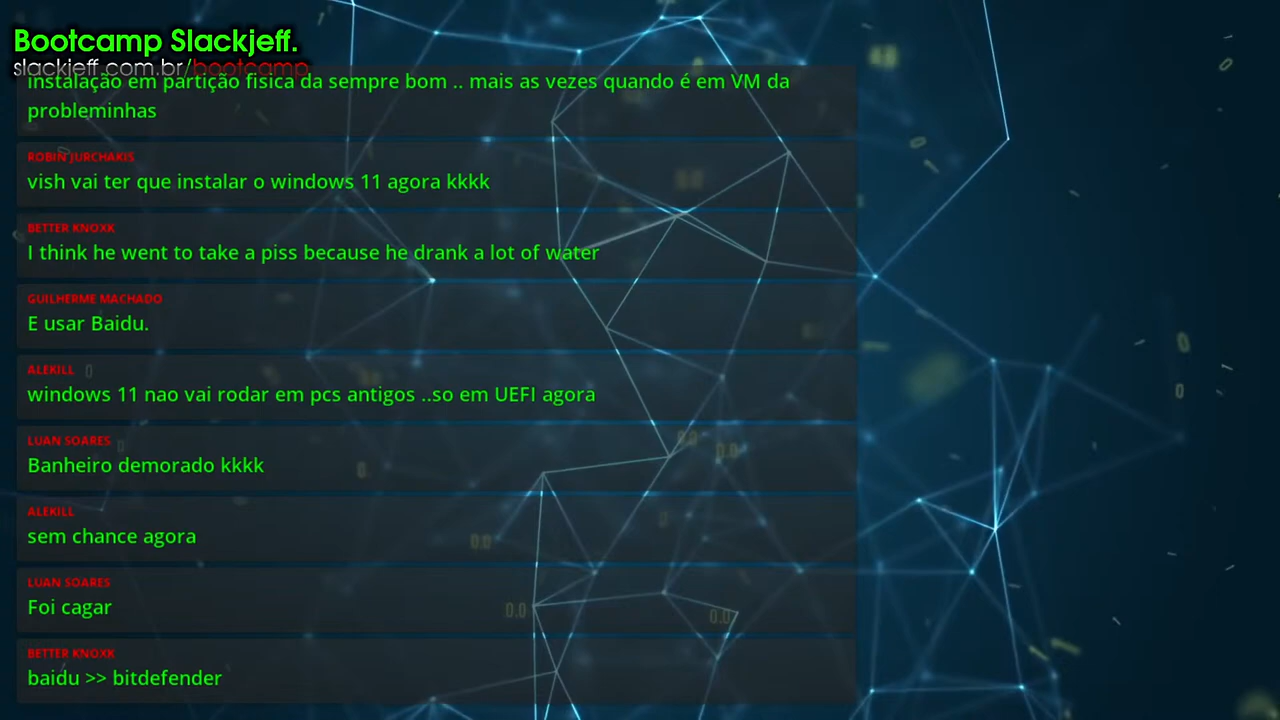 Bootcamp Slackjeff.
slackjeff.com.br/bootcamp
instalação em partição fisica da sempre bom .. mais as vezes quando é em VM da
probleminhas
ROBIN JURCHAKIS
vish vai ter que instalar o windows 11 agora kkkk
BETTER KNOXK
I think he went to take a piss because he drank a lot of water
GUILHERME MACHADO
E usar Baidu.
ALEKILL
windows 11 nao vai rodar em pcs antigos ..so em UEFI agora
LUAN SOARES
Banheiro demorado kkkk
ALEKILL
sem chance agora
LUAN SOARES
Foi cagar
BETTER KNOXK
baidu >> bitdefender